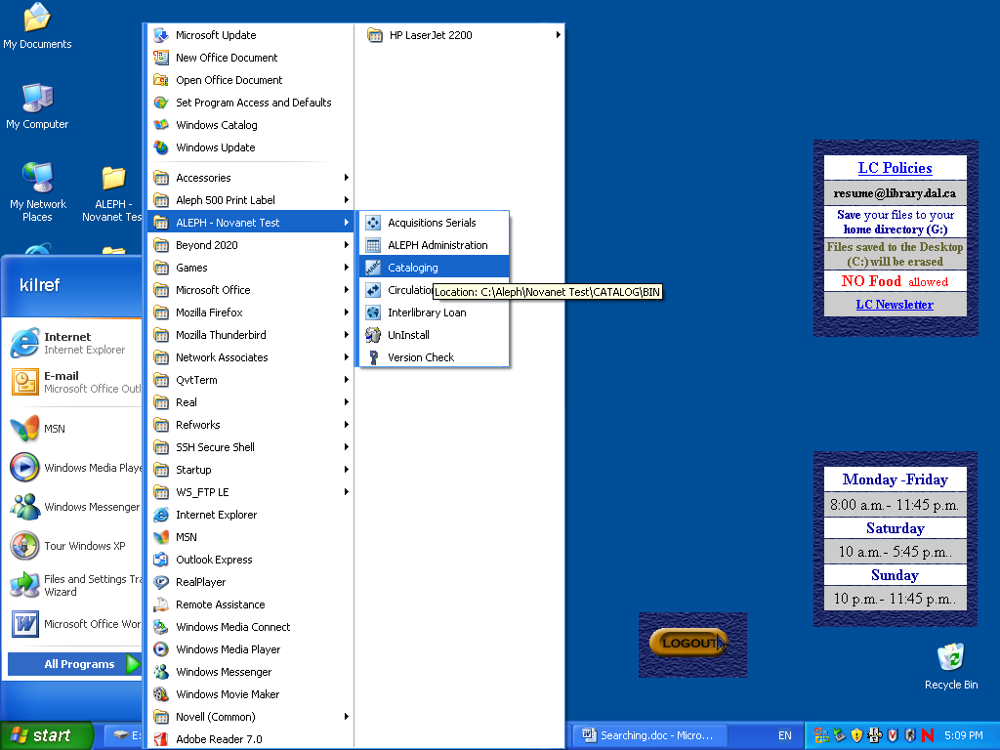 My Documents
My Computer
My Network
Places
ALEPH -
Novanet Tes
kilref
Internet
Internet Explorer
E-mail
Microsoft Office Outl
MSN
Windows Media Playe
Windows Messenger
Tour Windows XP
Files and Settings Tra
Wizard
Microsoft Office Wor
All Programs
Microsoft Update
New Office Document
Open Office Document
Set Program Access and Defaults
Windows Catalog
Windows Update
Accessories
Aleph 500 Print Label
ALEPH - Novanet Test
Beyond 2020
Games
Microsoft Office
Mozilla Firefox
Mozilla Thunderbird
Network Associates
QvtTerm
Real
Refworks
SSH Secure Shell
Startup
WS_FTP LE
Internet Explorer
MSN
Outlook Express
RealPlayer
Remote Assistance
Windows Media Connect
Windows Media Player
Windows Messenger
Windows Movie Maker
Novell (Common)
Adobe Reader 7.0
HP LaserJet 2200
Acquisitions Serials
ALEPH Administration
Cataloging
Circulation
Location: C:\Aleph\Novanet Test\CATALOG\BIN
Interlibrary Loan
UnInstall
Version Check
LC Policies
resume@library.dal.ca
Save your files to your
home directory (G:)
Files saved to the Desktop
(C:) will be erased
NO Food allowed
LC Newsletter
Monday -Friday
8:00 a.m.- 11:45 p.m.
Saturday
10 a.m.- 5:45 p.m..
Sunday
10 p.m.- 11:45 p.m..
LOGOUT
Recycle Bin
start
E:
Searching.doc - Micro...
EN
5:09 PM